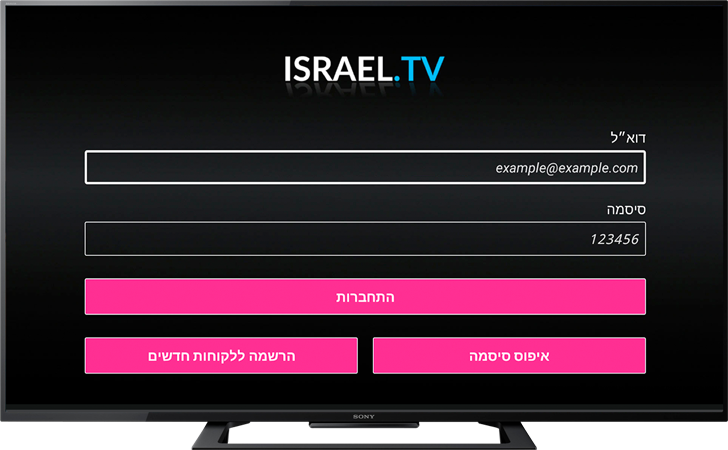 ISRAEL.TV
דוא״ל
example@example.com
סיסמה
123456
התחברות
איפוס סיסמה
הרשמה ללקוחות חדשים
SONY